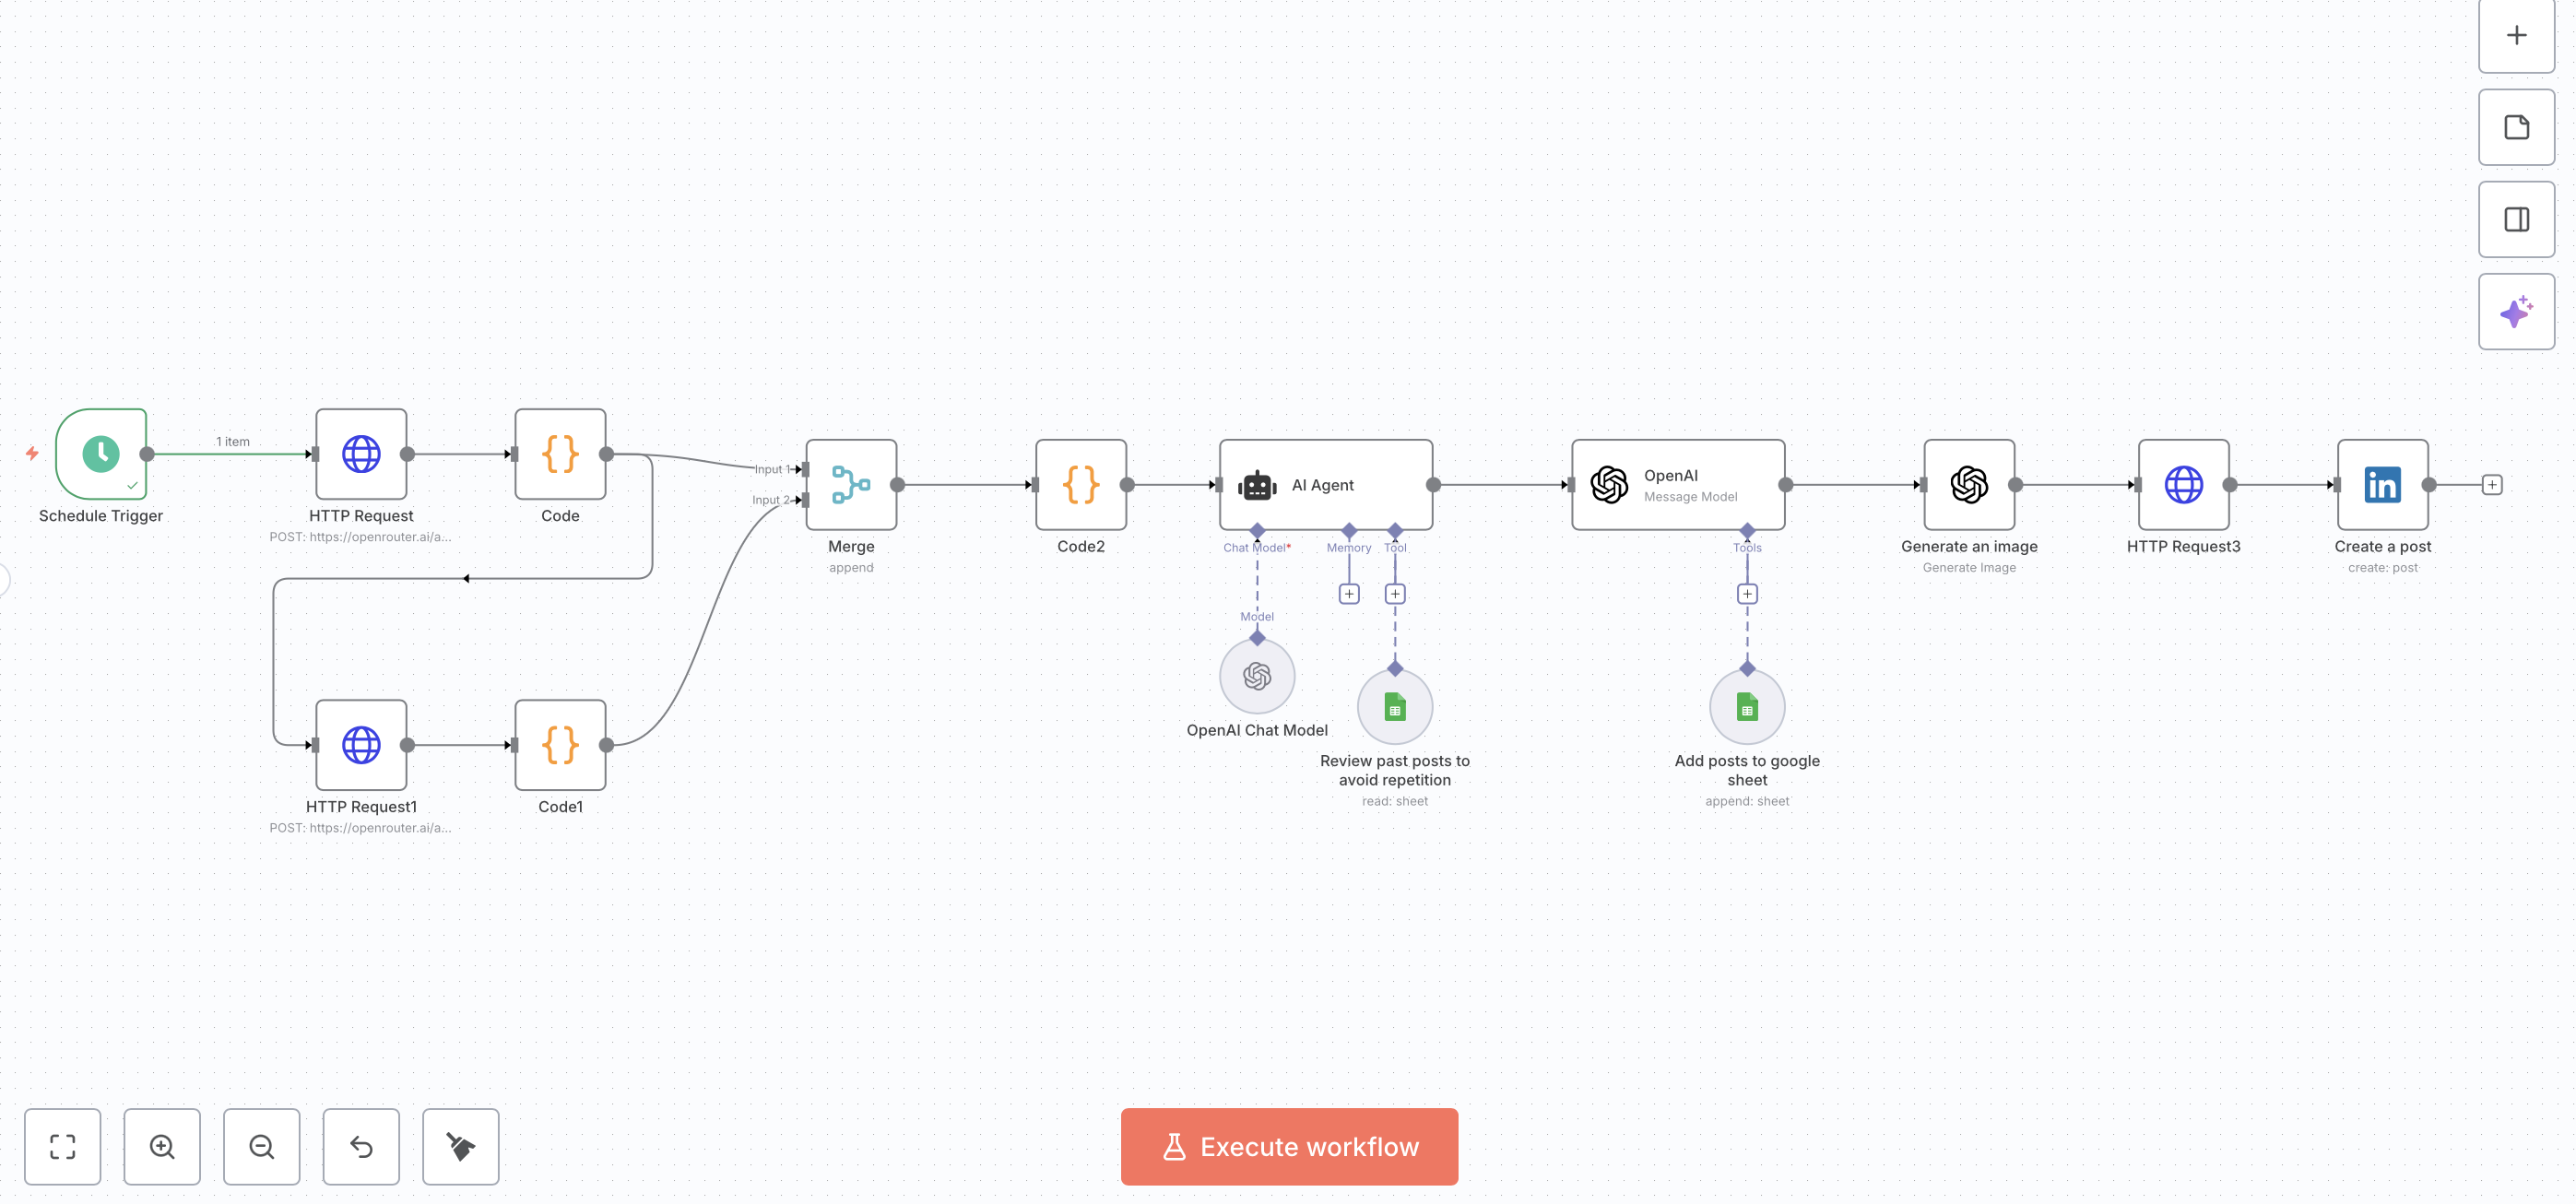 1 item
Schedule Trigger
HTTP Request
POST: https://openrouter.ai/a...
Code
Input 1
Input 2
Merge
append
Code2
AI Agent
Chat Model*
Memory
Tool
Model
OpenAI Chat Model
Review past posts to
avoid repetition
read: sheet
OpenAI
Message Model
Tools
Add posts to google
sheet
append: sheet
Generate an image
Generate Image
HTTP Request3
Create a post
create: post
HTTP Request1
POST: https://openrouter.ai/a...
Code1
Execute workflow